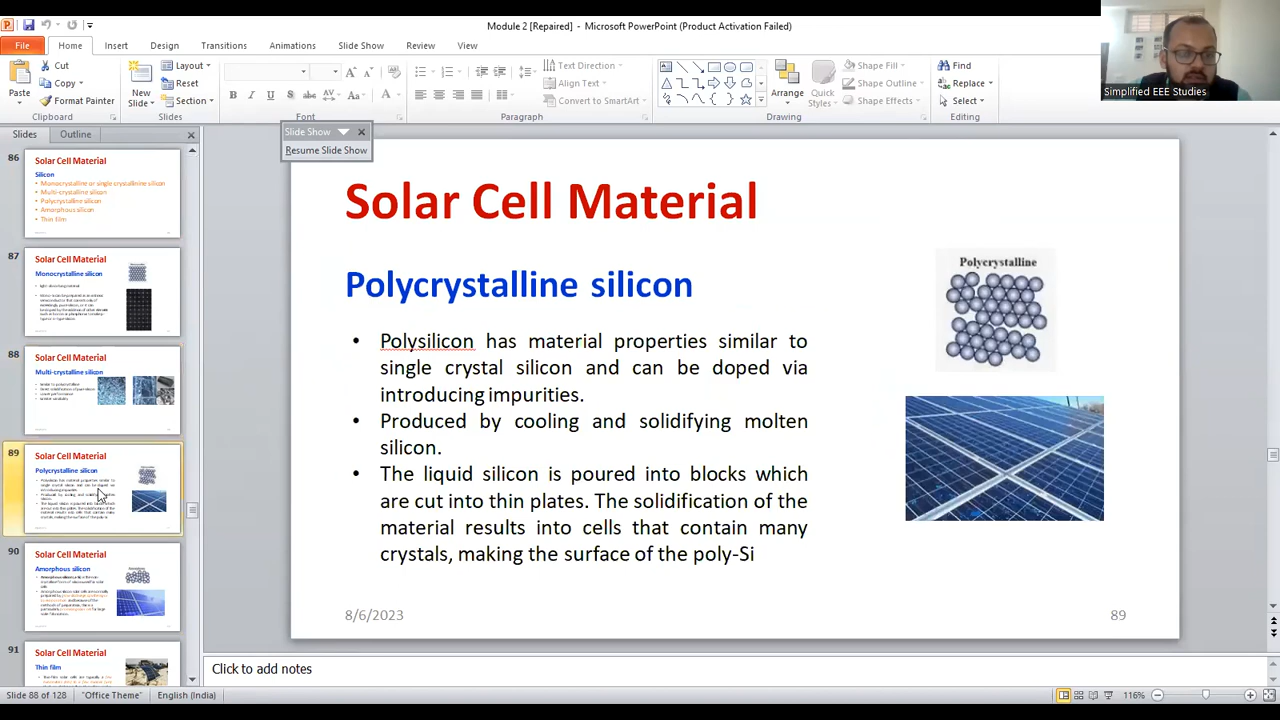 Module 2 [Repaired] - Microsoft PowerPoint (Product Activation Failed)
File Home Insert Design Transitions Animations Slide Show Review View
Simplified EEE Studies
Paste
Cut
Copy
Format Painter
Clipboard
New Slide
Layout
Reset
Section
Slides
Font
Text Direction
Align Text
Convert to SmartArt
Paragraph
Arrange
Quick Styles
Shape Fill
Shape Outline
Shape Effects
Drawing
Find
Replace
Select
Editing
Slides Outline
Slide Show
Resume Slide Show
86
Solar Cell Material
Silicon
• Monocrystalline or single crystalline silicon
• Multi-crystalline silicon
• Polycrystalline silicon
• Amorphous silicon
• Thin Film
87
Solar Cell Material
Monocrystalline silicon
88
Solar Cell Material
Multi-crystalline silicon
89
Solar Cell Material
Polycrystalline silicon
90
Solar Cell Material
Amorphous silicon
91
Solar Cell Material
Thin film
Solar Cell Material
Polycrystalline silicon
• Polysilicon has material properties similar to
single crystal silicon and can be doped via
introducing impurities.
• Produced by cooling and solidifying molten
silicon.
• The liquid silicon is poured into blocks which
are cut into thin plates. The solidification of the
material results into cells that contain many
crystals, making the surface of the poly-Si
Polycrystalline
8/6/2023
89
Click to add notes
Slide 88 of 128 "Office Theme" English (India)
116%